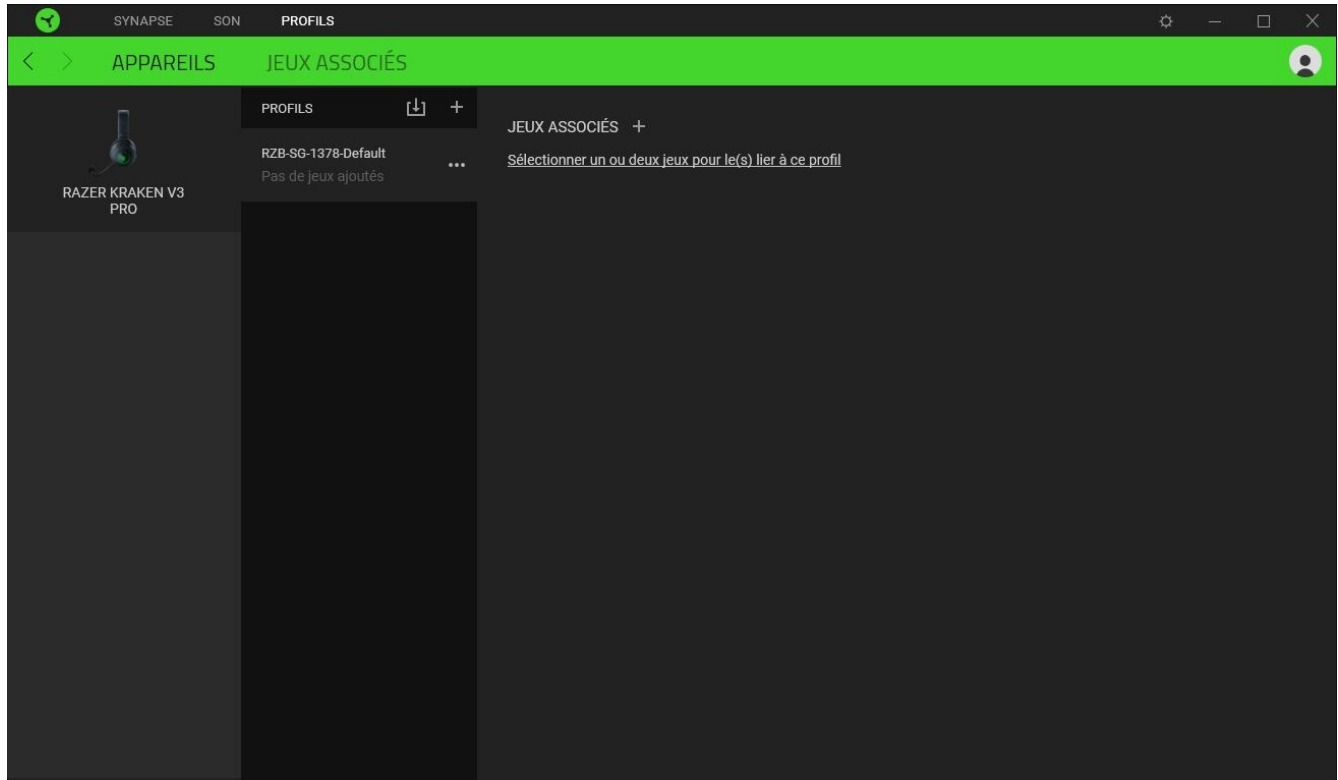 SYNAPSE SON PROFILS
APPAREILS JEUX ASSOCIÉS
RAZER KRAKEN V3
PRO
PROFILS
RZB-SG-1378-Default
Pas de jeux ajoutés
JEUX ASSOCIÉS
Sélectionner un ou deux jeux pour le(s) lier à ce profil